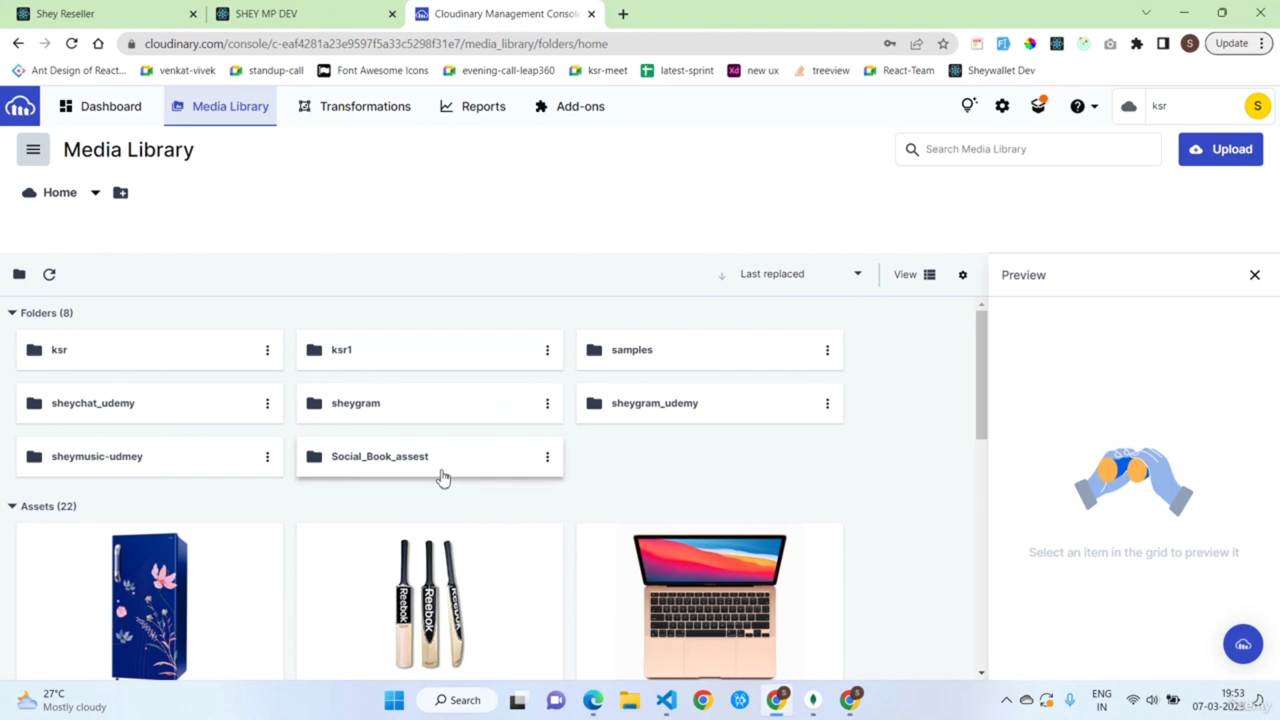 Shey Reseller
SHEY MP DEV
Cloudinary Management Consol
cloudinary.com/console/c-eaf4281a23e9597f5a33c5298f31e7/media_library/folders/home
Update
Ant Design of React...
venkat-vivek
standup-call
Font Awesome Icons
evening-call-leap360
ksr-meet
latest-sprint
Xd
new ux
treeview
React-Team
Sheywallet Dev
Dashboard
Media Library
Transformations
Reports
Add-ons
ksr
S
Media Library
Search Media Library
Upload
Home
Last replaced
View
Preview
Folders (8)
ksr
ksr1
samples
sheychat_udemy
sheygram
sheygram_udemy
sheymusic-udmey
Social_Book_assest
Assets (22)
Reebok
Reebok
Reebok
Select an item in the grid to preview it
27°C
Mostly cloudy
Search
ENG
IN
19:53
07-03-2023